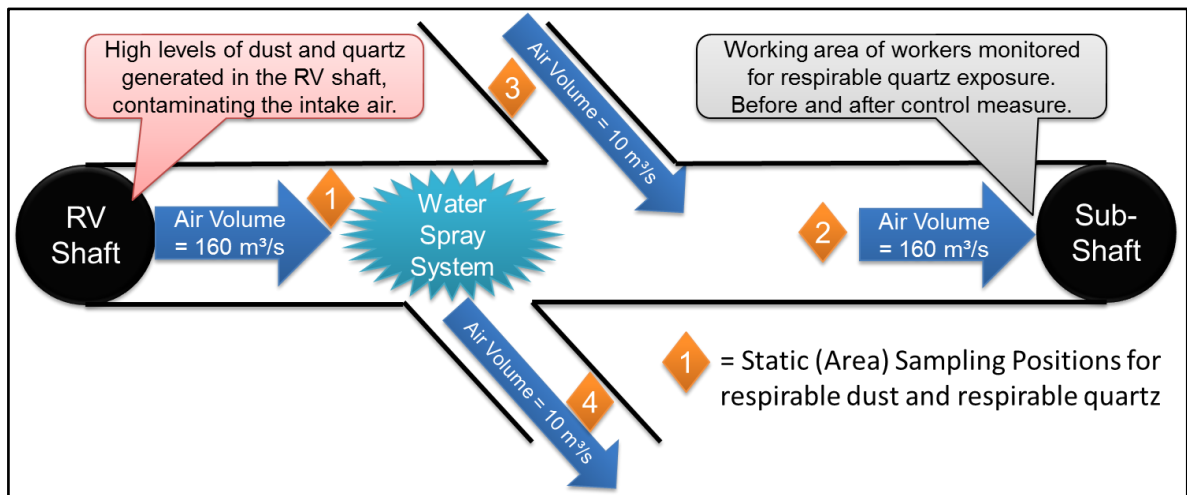 High levels of dust and quartz
generated in the RV shaft,
contaminating the intake air.
3
Air Volume = 10 m³/s
Working area of workers monitored
for respirable quartz exposure.
Before and after control measure.
RV
Shaft
Air Volume
= 160 m³/s
1
Water
Spray
System
2
Air Volume
= 160 m³/s
Sub-
Shaft
Air Volume = 10 m³/s
4
1
= Static (Area) Sampling Positions for
respirable dust and respirable quartz